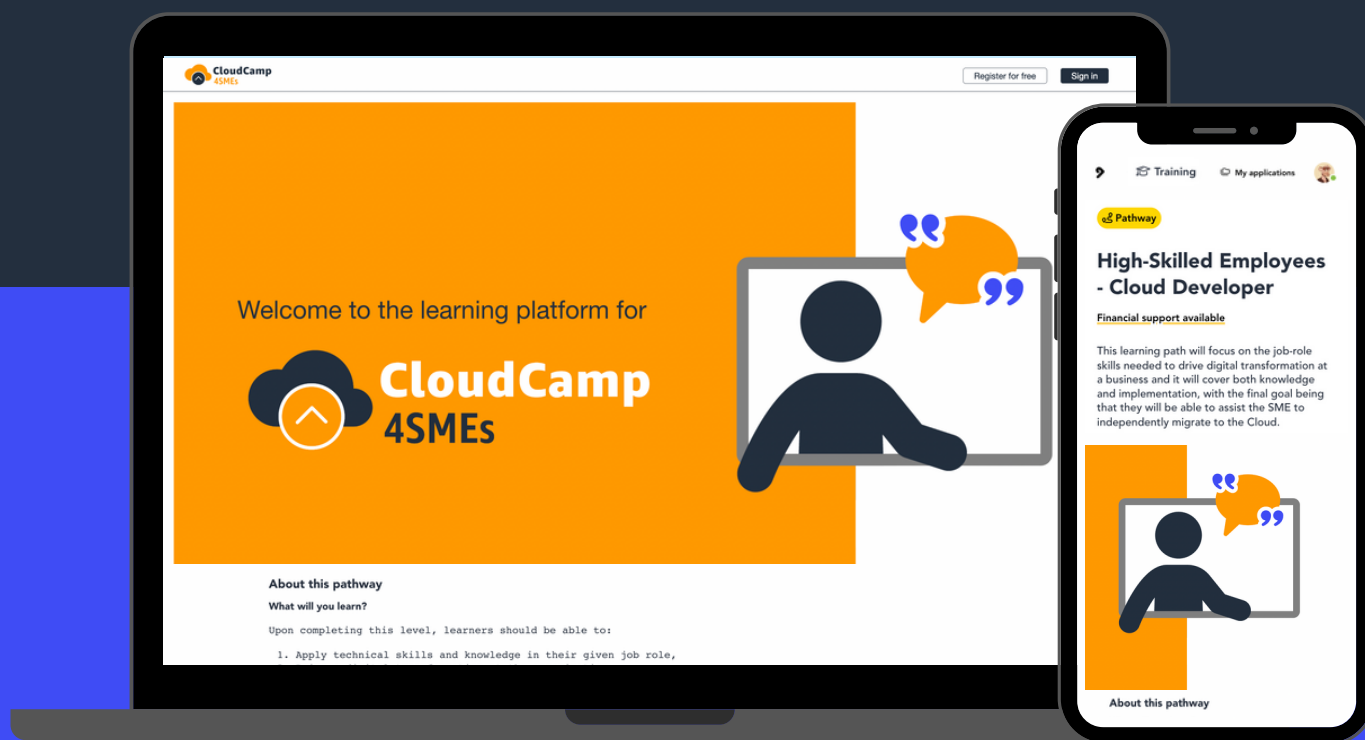 CloudCamp
4SMEs
Register for free
Sign in
Welcome to the learning platform for
CloudCamp
4SMEs
About this pathway
What will you learn?
Upon completing this level, learners should be able to:
1. Apply technical skills and knowledge in their given job role,
Training
My applications
Pathway
High-Skilled Employees
- Cloud Developer
Financial support available
This learning path will focus on the job-role
skills needed to drive digital transformation at
a business and it will cover both knowledge
and implementation, with the final goal being
that they will be able to assist the SME to
independently migrate to the Cloud.
About this pathway